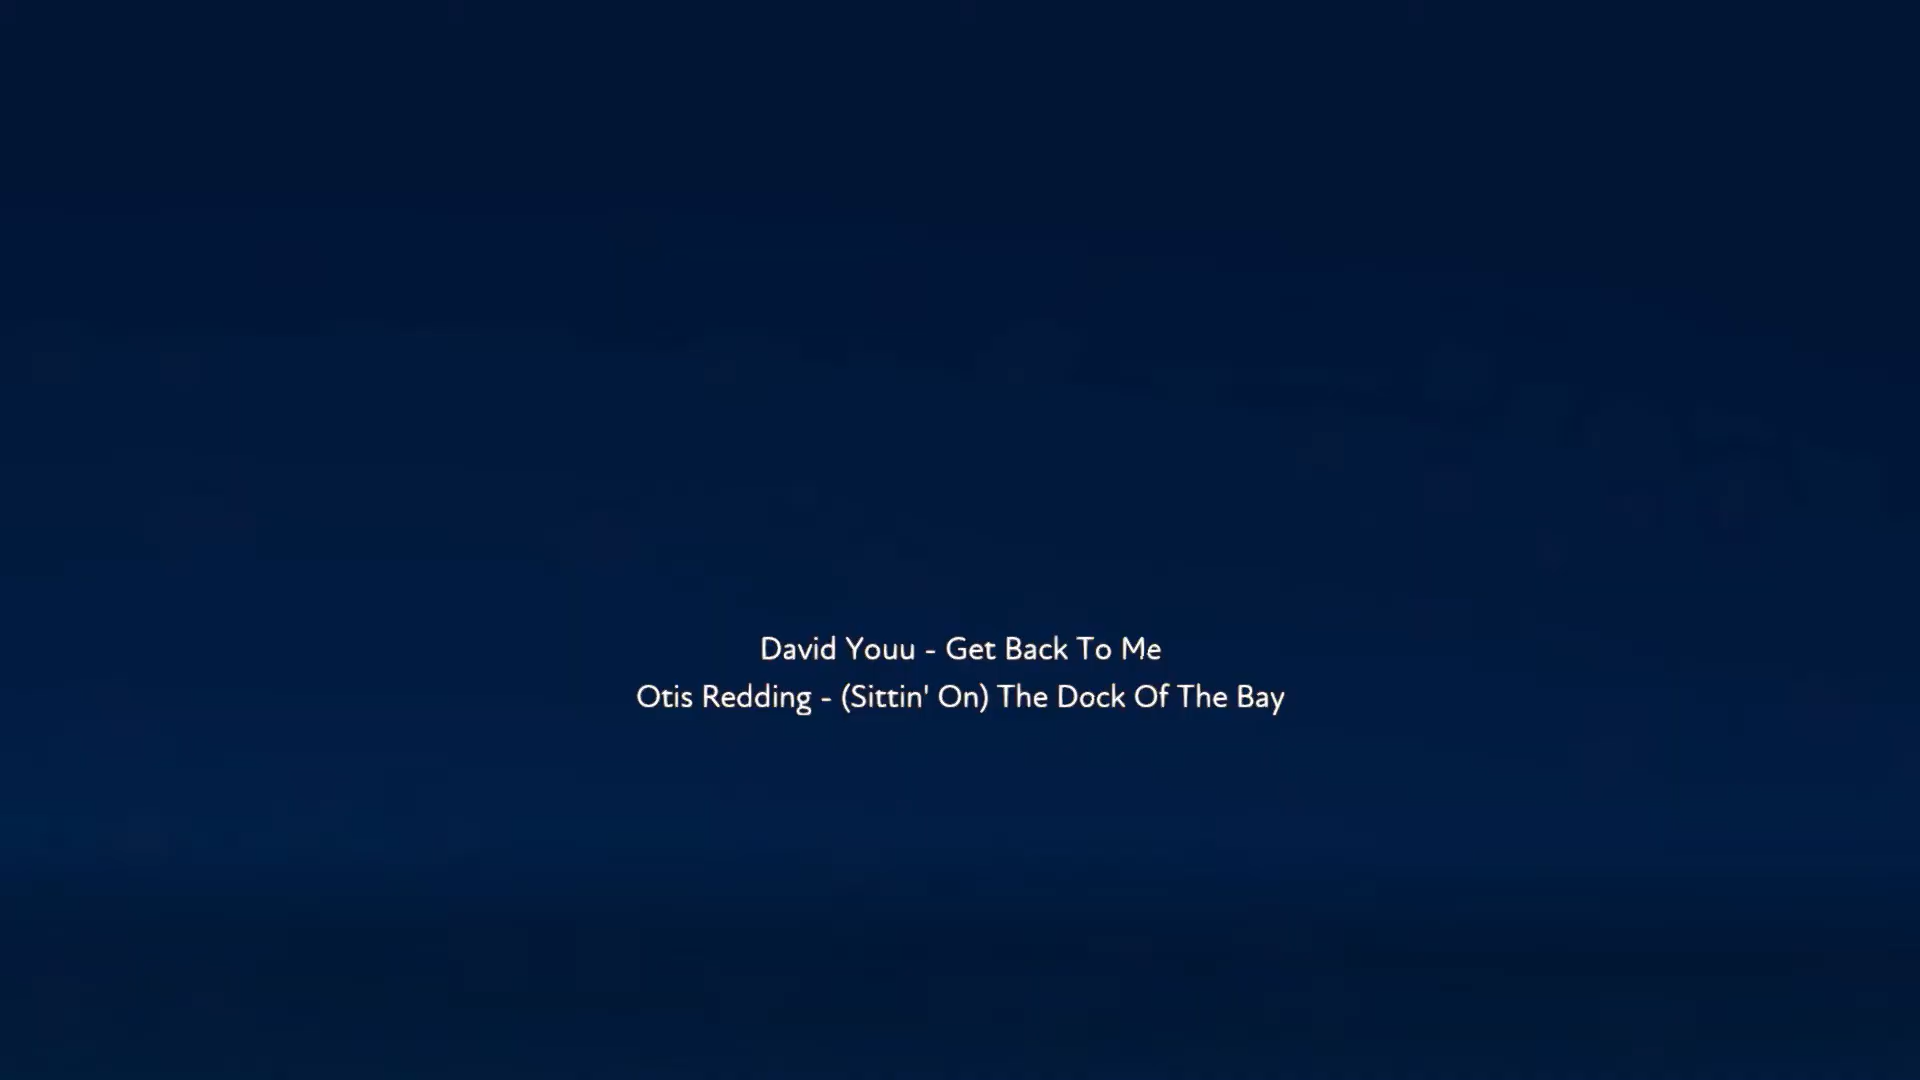 David Youu - Get Back To Me
Otis Redding - (Sittin' On) The Dock Of The Bay